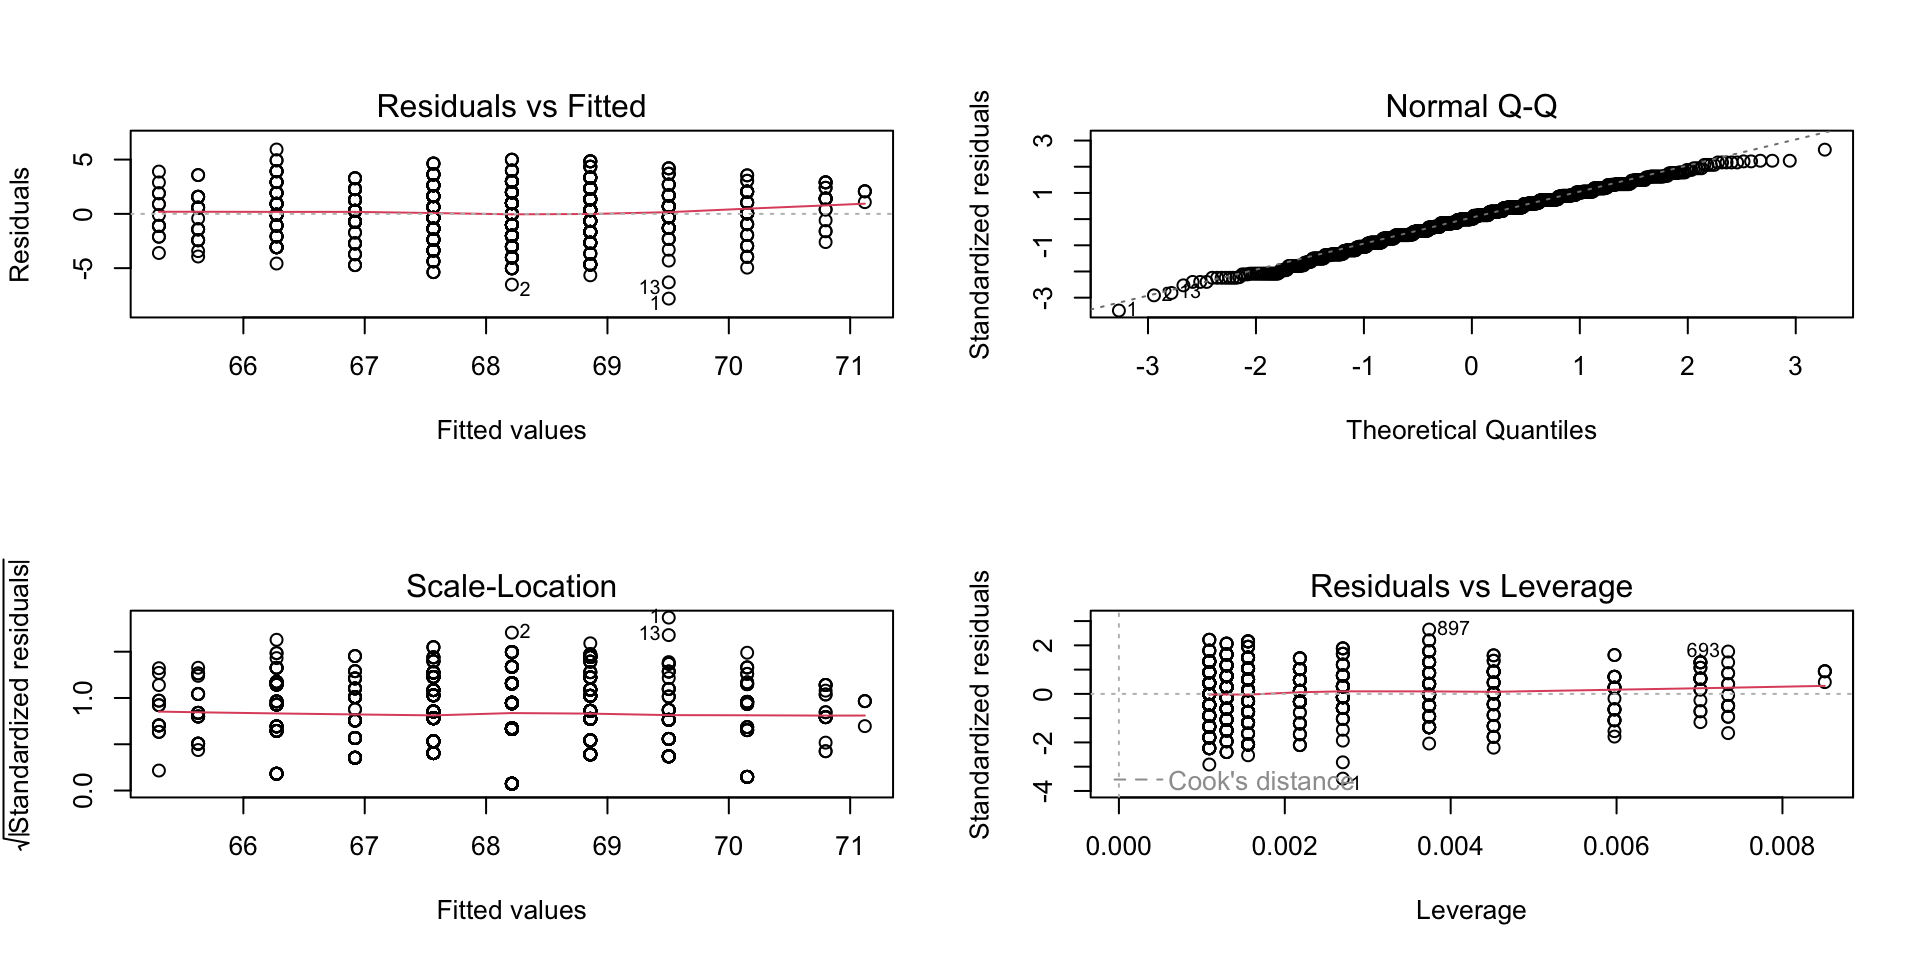 Residuals vs Fitted
Residuals
5
0
-5
2
13
1
66 67 68 69 70 71
Fitted values
Normal Q-Q
Standardized residuals
3
1
-1
-3
1
2
13
-3 -2 -1 0 1 2 3
Theoretical Quantiles
Scale-Location
√|Standardized residuals|
1.0
0.0
1
13
2
66 67 68 69 70 71
Fitted values
Residuals vs Leverage
Standardized residuals
2
0
-2
-4
897
693
Cook's distance
1
0.000 0.002 0.004 0.006 0.008
Leverage